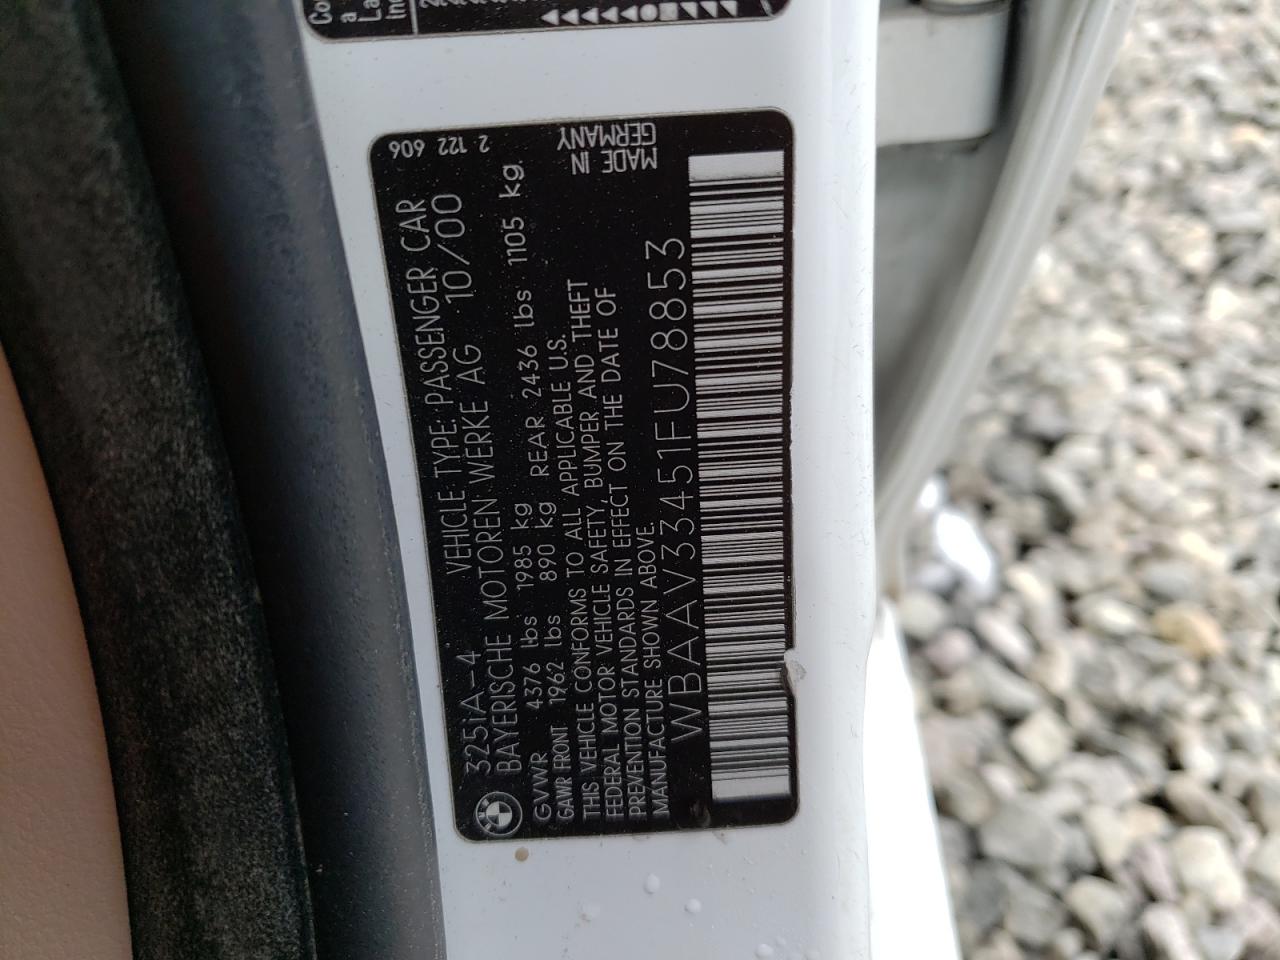 325iA-4
VEHICLE TYPE: PASSENGER CAR
BAYERISCHE MOTOREN WERKE AG 10/00
GVWR 4376 lbs 1985 kg
GAWR FRONT 1962 lbs 890 kg REAR 2436 lbs 1105 kg.
THIS VEHICLE CONFORMS TO ALL APPLICABLE U.S.
FEDERAL MOTOR VEHICLE SAFETY, BUMPER AND THEFT
PREVENTION STANDARDS IN EFFECT ON THE DATE OF
MANUFACTURE SHOWN ABOVE.
WBAAV33451FU78853
2 122 606
MADE IN
GERMANY
Co
a
La